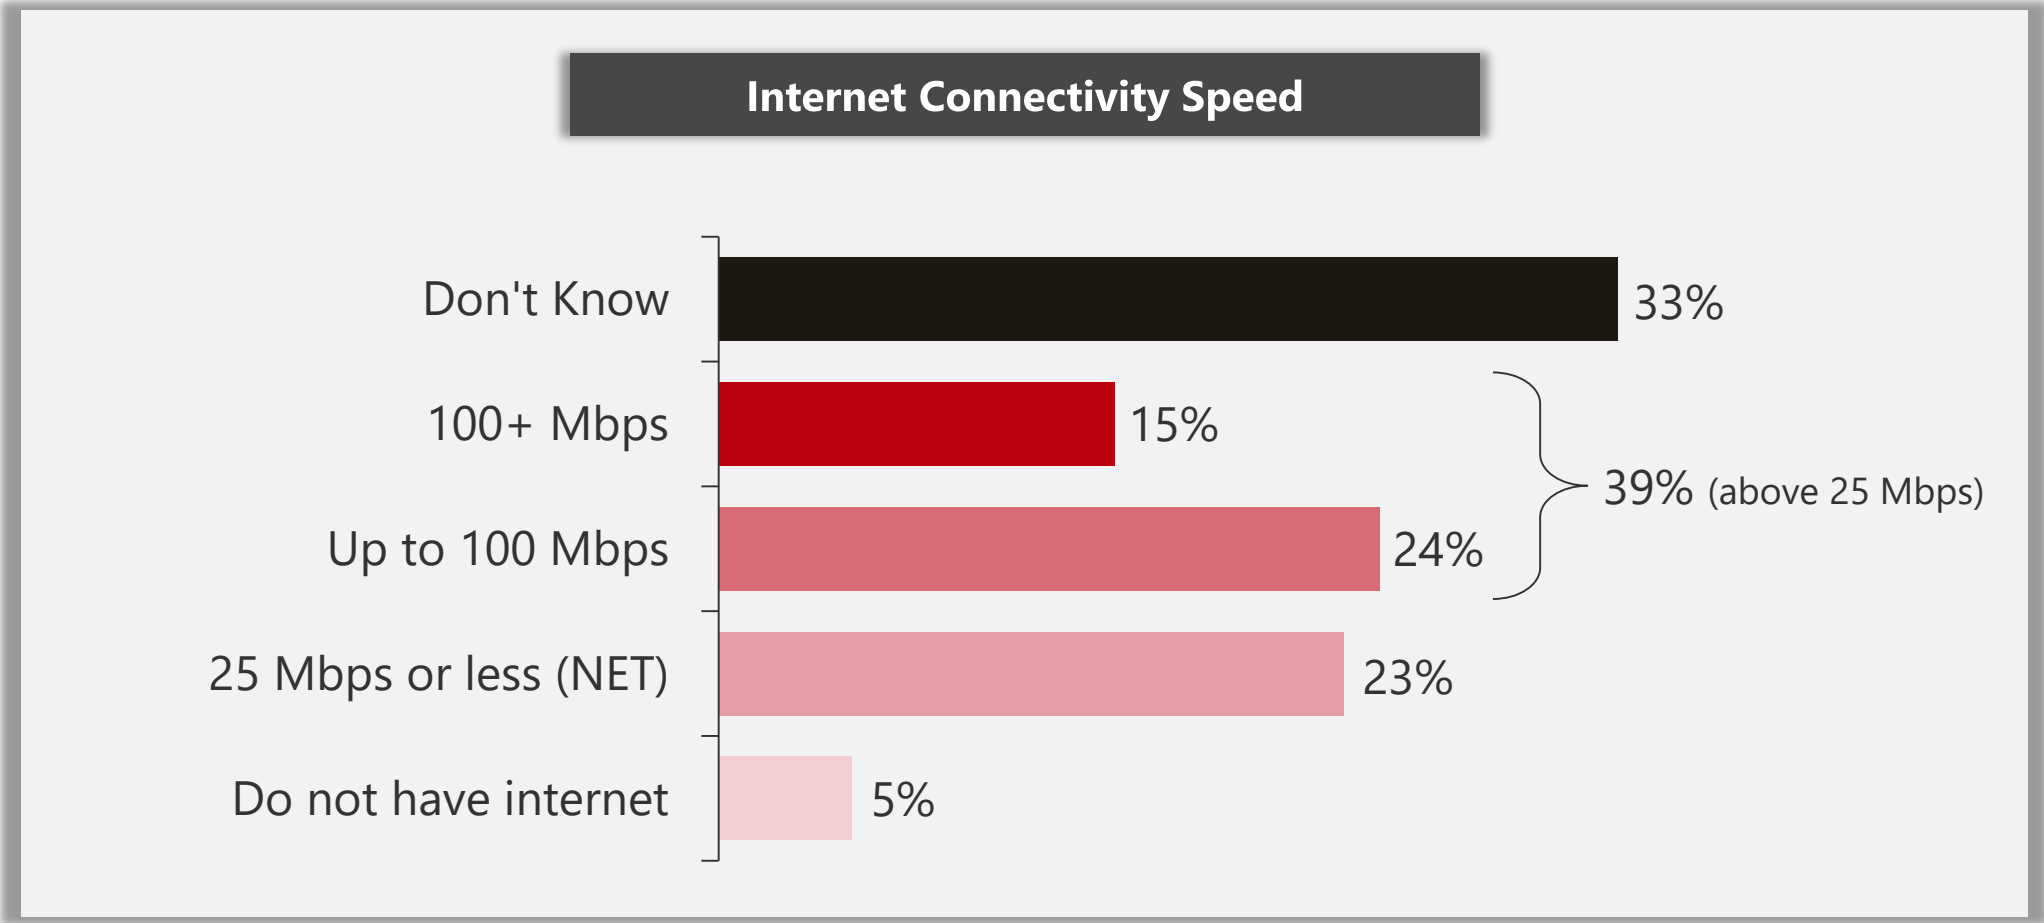 Internet Connectivity Speed
Don't Know 33%
100+ Mbps 15%
39% (above 25 Mbps)
Up to 100 Mbps 24%
25 Mbps or less (NET) 23%
Do not have internet 5%